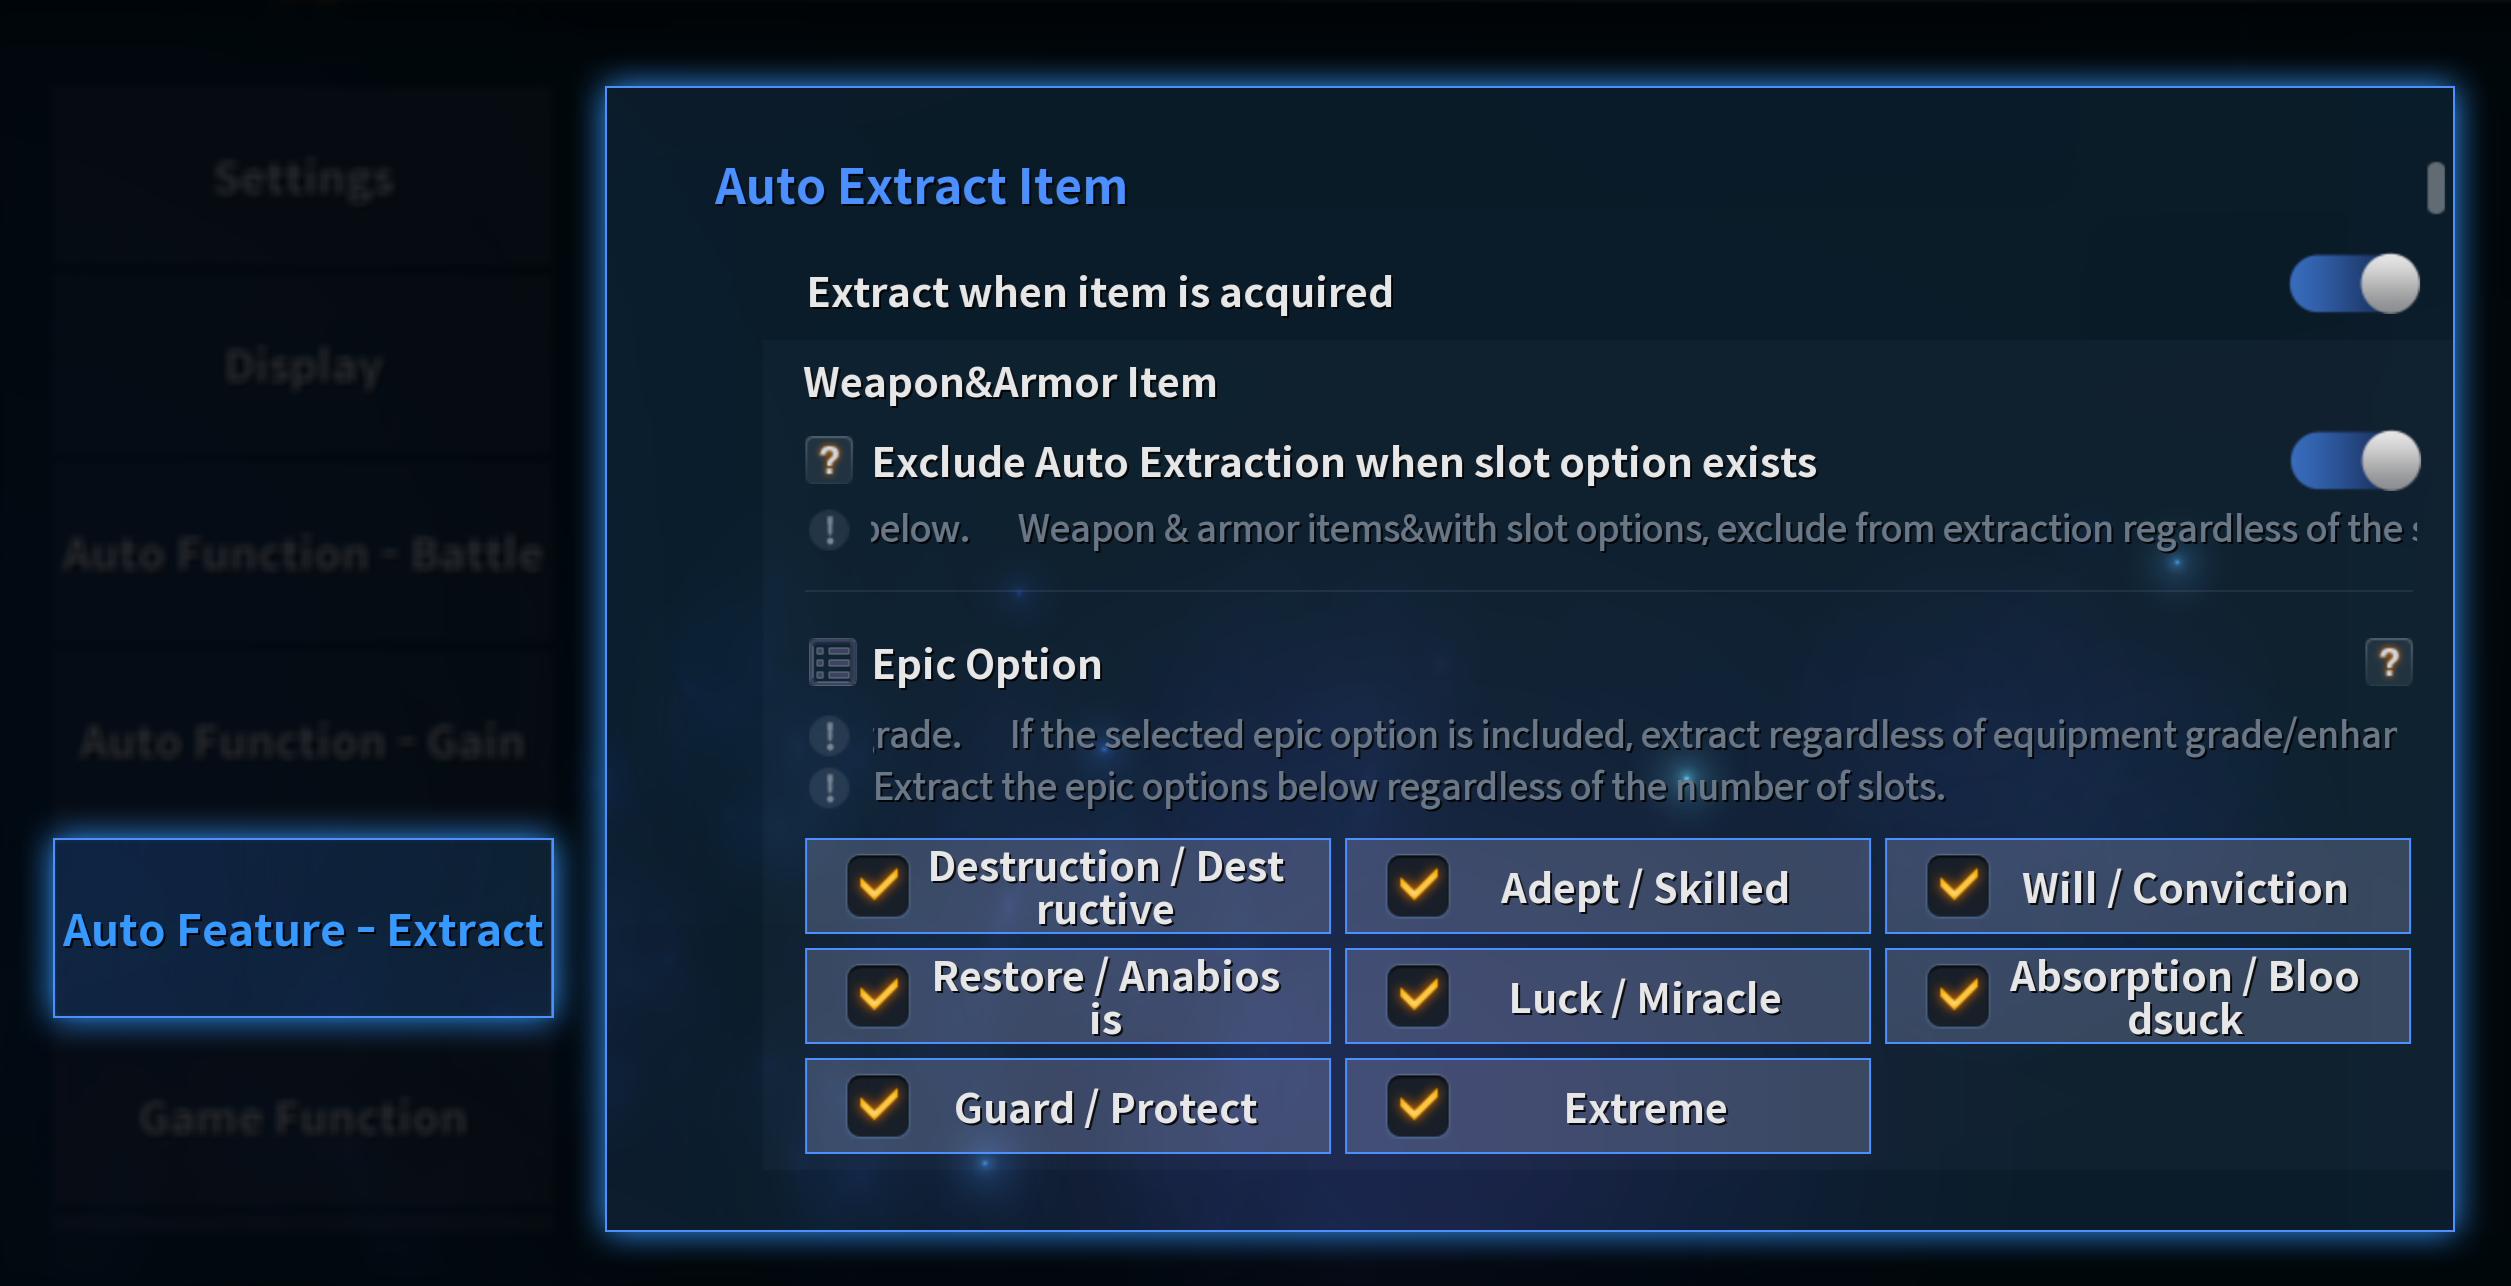 Settings
Display
Auto Function - Battle
Auto Function - Gain
Auto Feature - Extract
Game Function
Auto Extract Item
Extract when item is acquired
Weapon&Armor Item
? Exclude Auto Extraction when slot option exists
! below. Weapon & armor items&with slot options, exclude from extraction regardless of the
Epic Option ?
! If the selected epic option is included, extract regardless of equipment grade/enhar
! Extract the epic options below regardless of the number of slots.
Destruction / Dest
ructive
Adept / Skilled
Will / Conviction
Restore / Anabios
is
Luck / Miracle
Absorption / Bloo
dsuck
Guard / Protect
Extreme